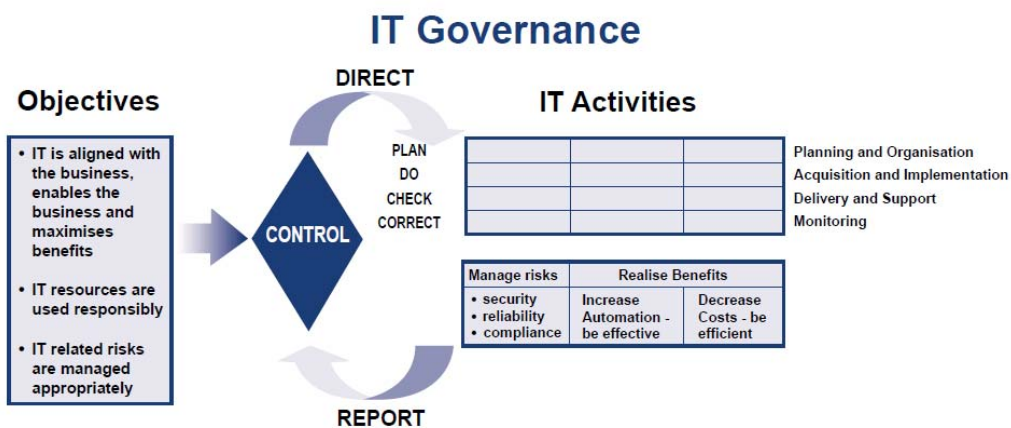 IT Governance
Objectives
• IT is aligned with
the business,
enables the
business and
maximises
benefits
• IT resources are
used responsibly
• IT related risks
are managed
appropriately
DIRECT
CONTROL
PLAN
DO
CHECK
CORRECT
REPORT
IT Activities
Planning and Organisation
Acquisition and Implementation
Delivery and Support
Monitoring
Manage risks
• security
• reliability
• compliance
Realise Benefits
Increase
Automation -
be effective
Decrease
Costs - be
efficient